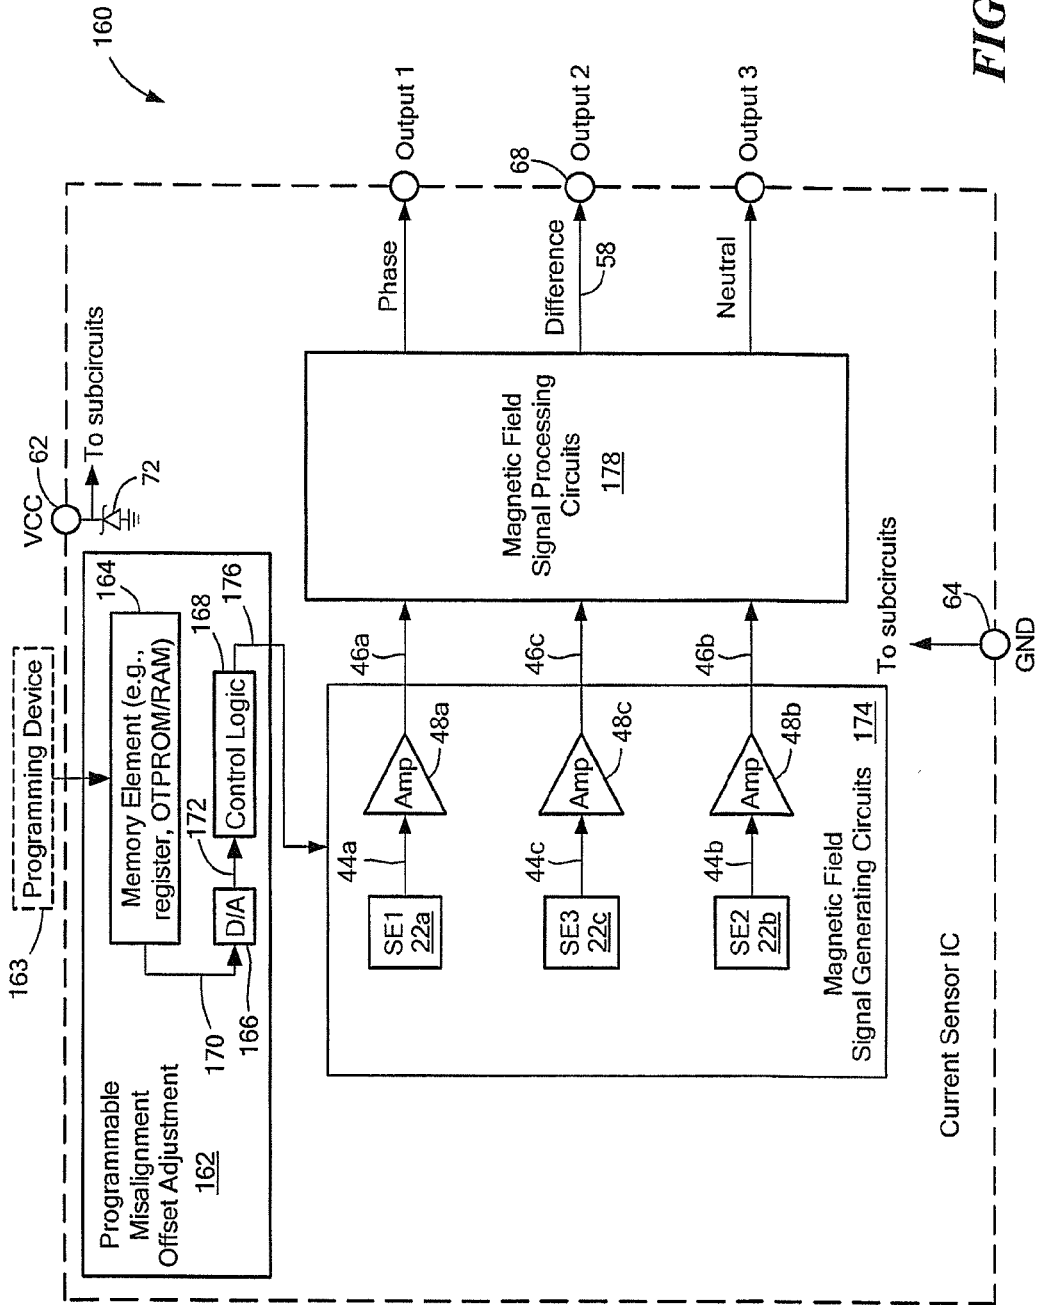 160
163
Programming Device
VCC
62
To subcircuits
72
Programmable
Misalignment
Offset Adjustment
162
Memory Element (e.g.,
register, OTPROM/RAM)
164
170
D/A
166
172
Control Logic
168
176
SE1
22a
44a
Amp
48a
46a
SE3
22c
44c
Amp
48c
46c
SE2
22b
44b
Amp
48b
46b
Magnetic Field
Signal Generating Circuits
174
Magnetic Field
Signal Processing
Circuits
178
Phase
Output 1
Difference
58
68
Output 2
Neutral
Output 3
To subcircuits
64
GND
Current Sensor IC
FIG